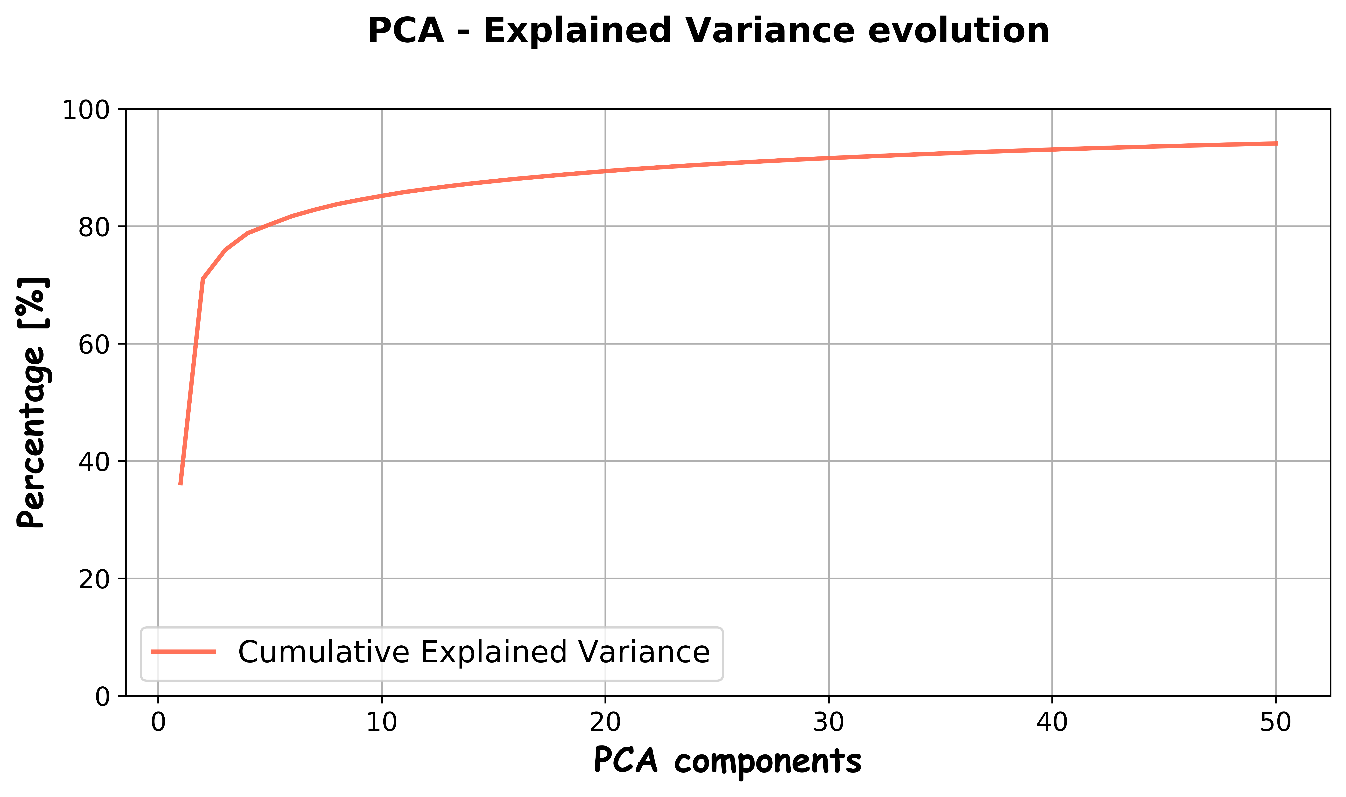 PCA - Explained Variance evolution
100
80
60
40
20
0
Percentage [%]
Cumulative Explained Variance
0 10 20 30 40 50
PCA components